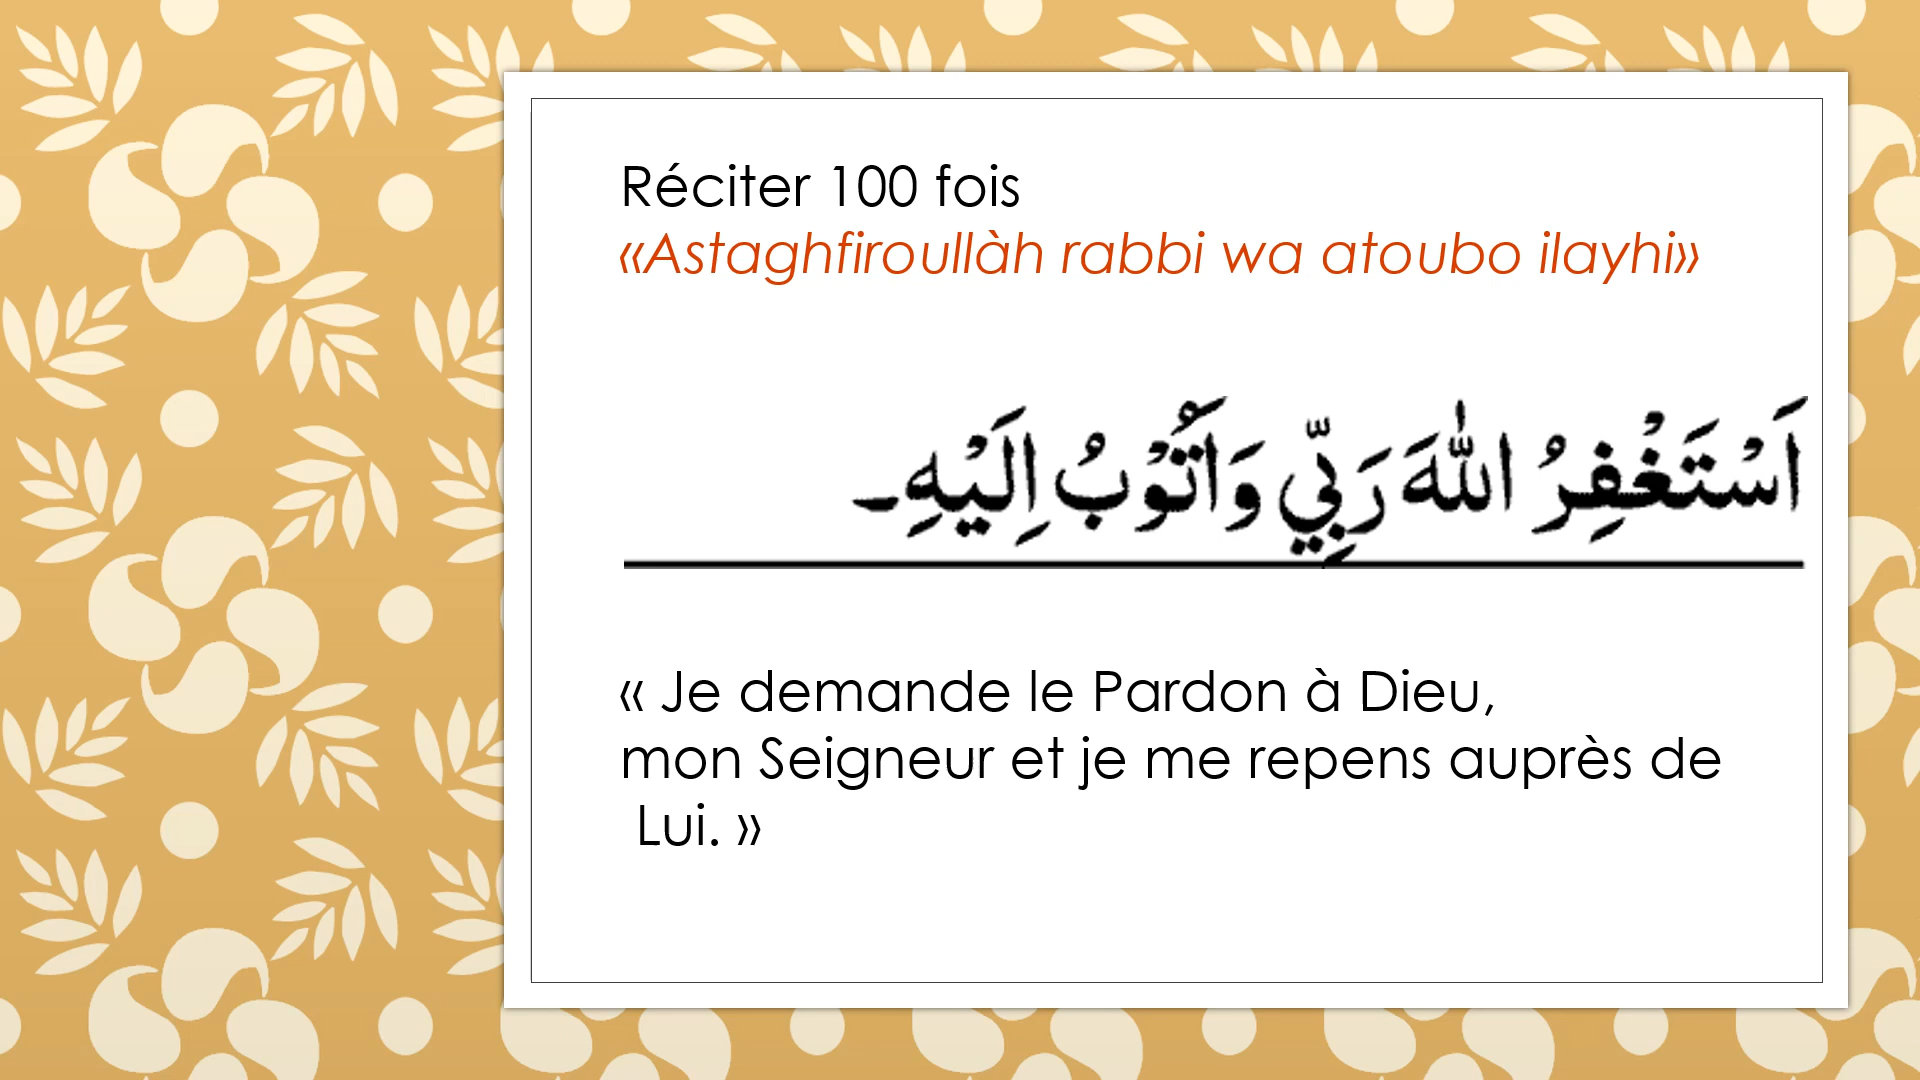 Réciter 100 fois
«Astaghfiroullàh rabbi wa atoubo ilayhi»
اَسْتَغْفِرُ اللّٰهَ رَبِّي وَاَتُوْبُ اِلَيْهِ۔
« Je demande le Pardon à Dieu,
mon Seigneur et je me repens auprès de
Lui. »